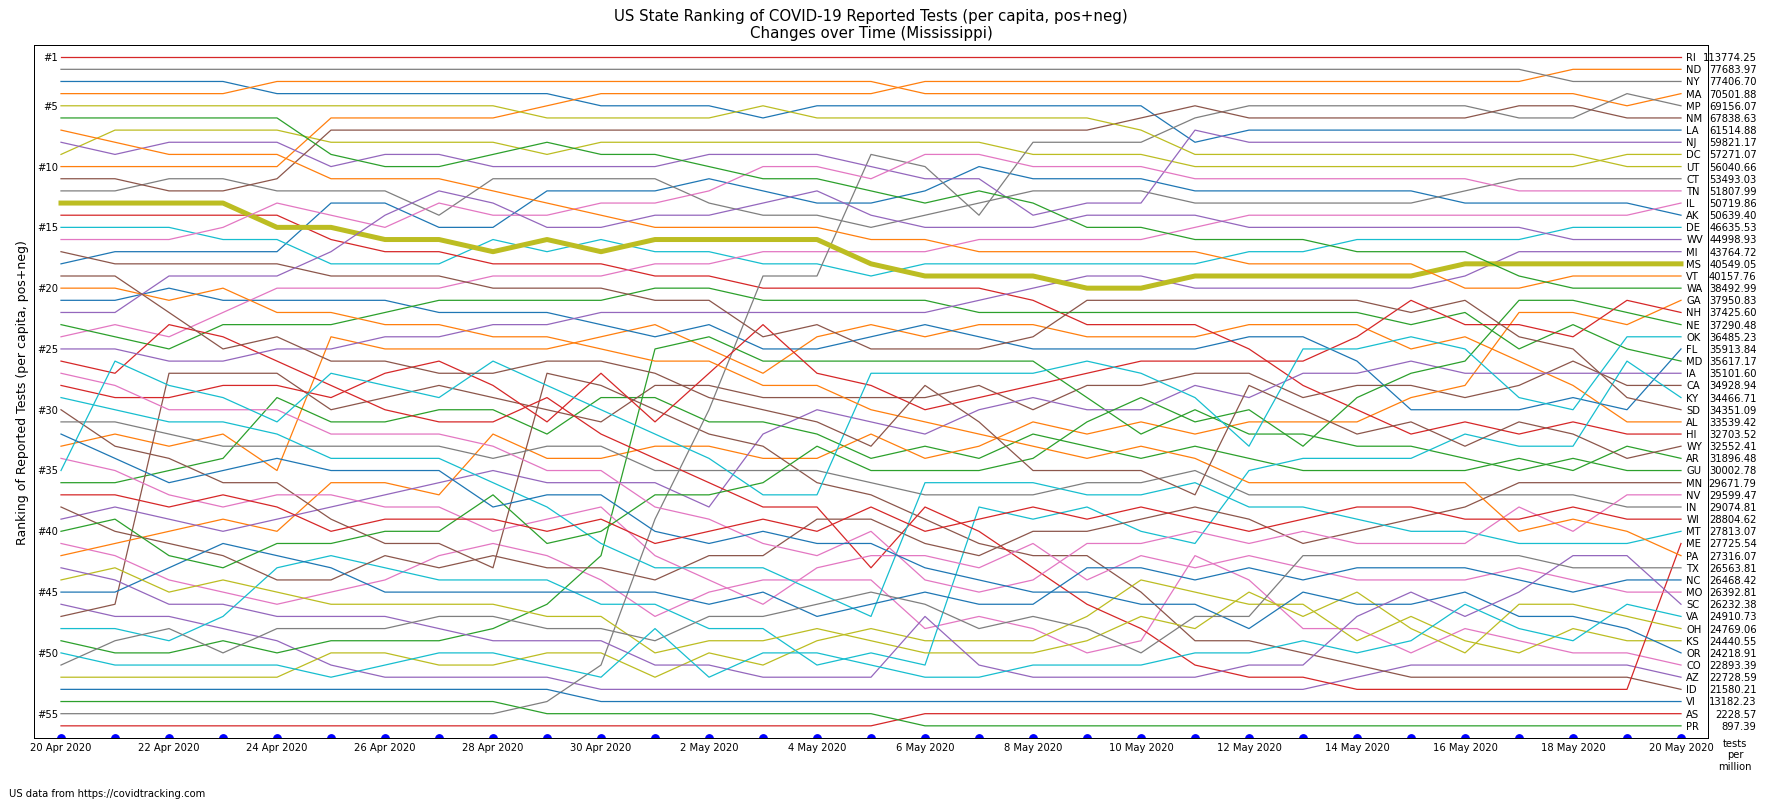 US State Ranking of COVID-19 Reported Tests (per capita, pos+neg)
Changes over Time (Mississippi)
Ranking of Reported Tests (per capita, pos+neg)
#1
#5
#10
#15
#20
#25
#30
#35
#40
#45
#50
#55
RI 113774.25
ND 77683.97
NY 77406.70
MA 70501.88
MP 69156.07
NM 67838.63
LA 61514.88
NJ 59821.17
DC 57271.07
UT 56040.66
CT 53493.03
TN 51807.99
IL 50719.86
AK 50639.40
DE 46635.53
WV 44998.93
MI 43764.72
MS 40549.05
VT 40157.76
WA 38492.99
GA 37950.83
NH 37425.60
NE 37290.48
OK 36485.23
FL 35913.84
MD 35617.17
IA 35101.60
CA 34928.94
KY 34466.71
SD 34351.09
AL 33539.42
HI 32703.52
WY 32552.41
AR 31896.48
GU 30002.78
MN 29671.79
NV 29599.47
IN 29074.81
WI 28804.62
MT 27813.07
ME 27725.54
PA 27316.07
TX 26563.81
NC 26468.42
MO 26392.81
SC 26232.38
VA 24910.73
OH 24769.06
KS 24440.55
OR 24218.91
CO 22893.39
AZ 22728.59
ID 21580.21
VI 13182.23
AS 2228.57
PR 897.39
20 Apr 2020 22 Apr 2020 24 Apr 2020 26 Apr 2020 28 Apr 2020 30 Apr 2020 2 May 2020 4 May 2020 6 May 2020 8 May 2020 10 May 2020 12 May 2020 14 May 2020 16 May 2020 18 May 2020 20 May 2020
tests
per
million
US data from https://covidtracking.com